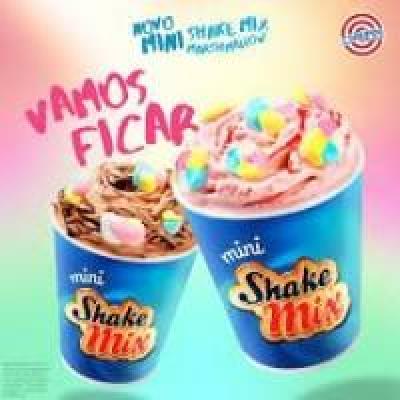 NOVO
MINI SHAKE MIX
MARSHMALLOW
VAMOS
FICAR
mini
Shake
Mix
mini
Shake
Mix